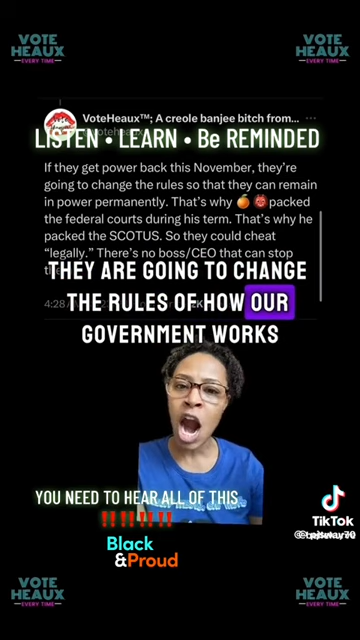 VOTE
HEAUX
EVERY TIME
VOTE
HEAUX
EVERY TIME
VoteHeaux™; A creole banjee bitch from...
LISTEN • LEARN • Be REMINDED
If they get power back this November, they're
going to change the rules so that they can remain
in power permanently. That's why 🍊 👹 packed
the federal courts during his term. That's why he
packed the SCOTUS. So they could cheat
"legally." There's no boss/CEO that can stop
THEY ARE GOING TO CHANGE
THE RULES OF HOW OUR
GOVERNMENT WORKS
YOU NEED TO HEAR ALL OF THIS
‼️‼️‼️‼️
Black
&Proud
TikTok
VOTE
HEAUX
EVERY TIME
VOTE
HEAUX
EVERY TIME